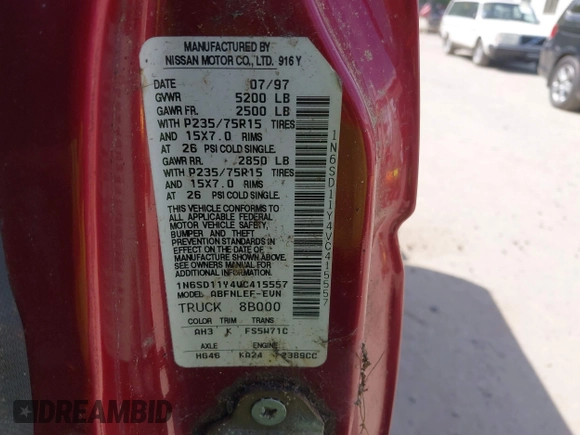 MANUFACTURED BY
NISSAN MOTOR CO., LTD. 916Y
DATE 07/97
GVWR 5200 LB
GAWR FR. 2500 LB
WITH P235/75R15 TIRES
AND 15X7.0 RIMS
AT 26 PSI COLD SINGLE.
GAWR RR. 2850 LB
WITH P235/75R15 TIRES
AND 15X7.0 RIMS
AT 26 PSI COLD SINGLE.
THIS VEHICLE CONFORMS TO
ALL APPLICABLE FEDERAL
MOTOR VEHICLE SAFETY,
BUMPER AND THEFT
PREVENTION STANDARDS IN
EFFECT ON THE DATE OF
MANUFACTURE SHOWN ABOVE.
SEE OWNERS MANUAL FOR
ADDITIONAL INFORMATION.
1N6SD11Y4VC415557
MODEL ABFNLEF-EUN
TRUCK 8BQ00
COLOR TRIM TRANS
AH3 K FS5W71C
AXLE ENGINE
HG46 KA24 2389CC
1N6SD11Y4VC415557
DREAMBID